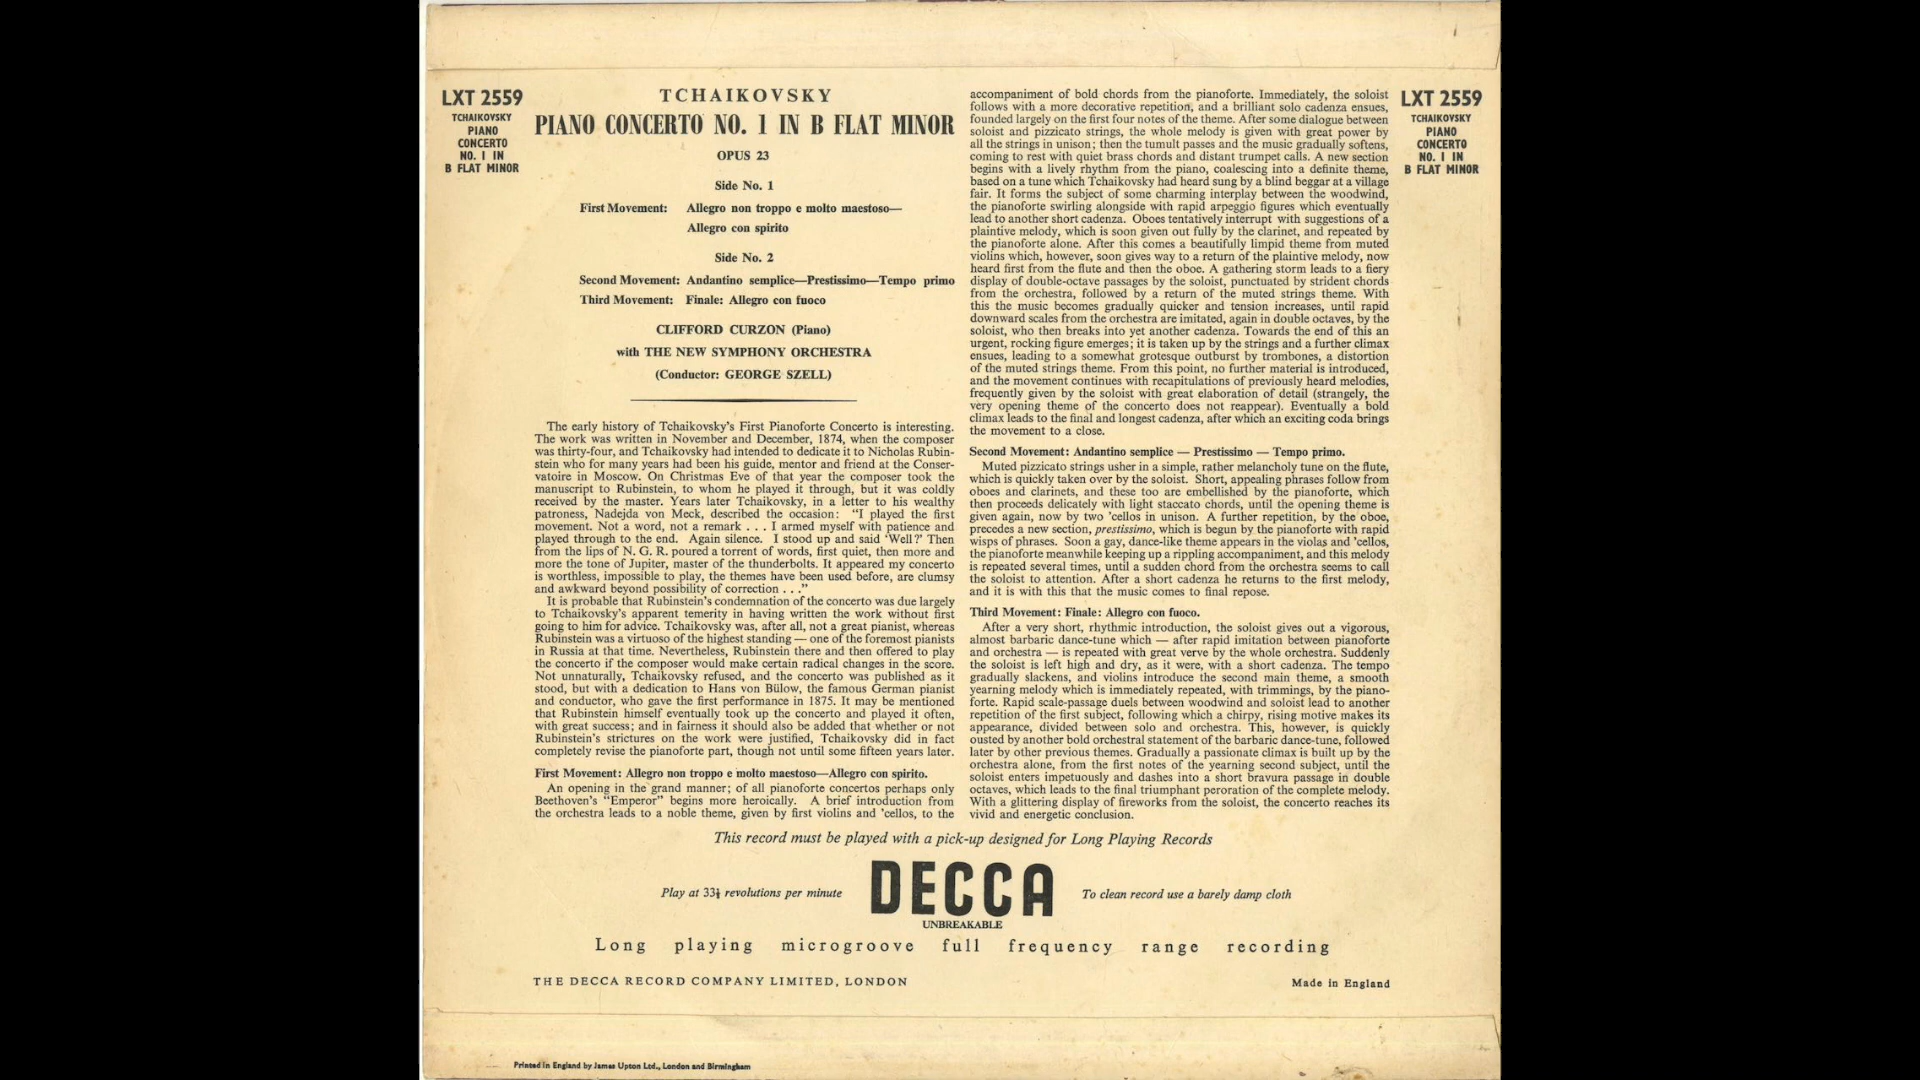 LXT 2559
TCHAIKOVSKY
PIANO
CONCERTO
NO. 1 IN
B FLAT MINOR
TCHAIKOVSKY
PIANO CONCERTO NO. 1 IN B FLAT MINOR
OPUS 23
Side No. 1
First Movement: Allegro non troppo e molto maestoso—
Allegro con spirito
Side No. 2
Second Movement: Andantino semplice—Prestissimo—Tempo primo
Third Movement: Finale: Allegro con fuoco
CLIFFORD CURZON (Piano)
with THE NEW SYMPHONY ORCHESTRA
(Conductor: GEORGE SZELL)
The early history of Tchaikovsky's First Pianoforte Concerto is interesting.
The work was written in November and December, 1874, when the composer
was thirty-four, and Tchaikovsky had intended to dedicate it to Nicholas Rubin-
stein who for many years had been his guide, mentor and friend at the Conser-
vatoire in Moscow. On Christmas Eve of that year the composer took the
manuscript to Rubinstein, to whom he played it through, but it was coldly
received by the master. Years later Tchaikovsky, in a letter to his wealthy
patroness, Nadejda von Meck, described the occasion: "I played the first
movement. Not a word, not a remark . . . I armed myself with patience and
played through to the end. Again silence. I stood up and said 'Well?' Then
from the lips of N. G. R. poured a torrent of words, first quiet, then more and
more the tone of Jupiter, master of the thunderbolts. It appeared my concerto
is worthless, impossible to play, the themes have been used before, are clumsy
and awkward beyond possibility of correction . . ."
It is probable that Rubinstein's condemnation of the concerto was due largely
to Tchaikovsky's apparent temerity in having written the work without first
going to him for advice. Tchaikovsky was, after all, not a great pianist, whereas
Rubinstein was a virtuoso of the highest standing — one of the foremost pianists
in Russia at that time. Nevertheless, Rubinstein there and then offered to play
the concerto if the composer would make certain radical changes in the score.
Not unnaturally, Tchaikovsky refused, and the concerto was published as it
stood, but with a dedication to Hans von Bülow, the famous German pianist
and conductor, who gave the first performance in 1875. It may be mentioned
that Rubinstein himself eventually took up the concerto and played it often,
with great success; and in fairness it should also be added that whether or not
Rubinstein's strictures on the work were justified, Tchaikovsky did in fact
completely revise the pianoforte part, though not until some fifteen years later.
First Movement: Allegro non troppo e molto maestoso—Allegro con spirito.
An opening in the grand manner; of all pianoforte concertos perhaps only
Beethoven's "Emperor" begins more heroically. A brief introduction from
the orchestra leads to a noble theme, given by first violins and 'cellos, to the
accompaniment of bold chords from the pianoforte. Immediately, the soloist
follows with a more decorative repetition, and a brilliant solo cadenza ensues,
founded largely on the first four notes of the theme. After some dialogue between
soloist and pizzicato strings, the whole melody is given with great power by
all the strings in unison; then the tumult passes and the music gradually softens,
coming to rest with quiet brass chords and distant trumpet calls. A new section
begins with a lively rhythm from the piano, coalescing into a definite theme,
based on a tune which Tchaikovsky had heard sung by a blind beggar at a village
fair. It forms the subject of some charming interplay between the woodwind,
the pianoforte swirling alongside with rapid arpeggio figures which eventually
lead to another short cadenza. Oboes tentatively interrupt with suggestions of a
plaintive melody, which is soon given out fully by the clarinet, and repeated by
the pianoforte alone. After this comes a beautifully limpid theme from muted
violins which, however, soon gives way to a return of the plaintive melody, now
heard first from the flute and then the oboe. A gathering storm leads to a fiery
display of double-octave passages by the soloist, punctuated by strident chords
from the orchestra, followed by a return of the muted strings theme. With
this the music becomes gradually quicker and tension increases, until rapid
downward scales from the orchestra are imitated, again in double octaves, by the
soloist, who then breaks into yet another cadenza. Towards the end of this an
urgent, rocking figure emerges; it is taken up by the strings and a further climax
ensues, leading to a somewhat grotesque outburst by trombones, a distortion
of the muted strings theme. From this point, no further material is introduced,
and the movement continues with recapitulations of previously heard melodies,
frequently given by the soloist with great elaboration of detail (strangely, the
very opening theme of the concerto does not reappear). Eventually a bold
climax leads to the final and longest cadenza, after which an exciting coda brings
the movement to a close.
Second Movement: Andantino semplice — Prestissimo — Tempo primo.
Muted pizzicato strings usher in a simple, rather melancholy tune on the flute,
which is quickly taken over by the soloist. Short, appealing phrases follow from
oboes and clarinets, and these too are embellished by the pianoforte, which
then proceeds delicately with light staccato chords, until the opening theme is
given again, now by two 'cellos in unison. A further repetition, by the oboe,
precedes a new section, prestissimo, which is begun by the pianoforte with rapid
wisps of phrases. Soon a gay, dance-like theme appears in the violas and 'cellos,
the pianoforte meanwhile keeping up a rippling accompaniment, and this melody
is repeated several times, until a sudden chord from the orchestra seems to call
the soloist to attention. After a short cadenza he returns to the first melody,
and it is with this that the music comes to final repose.
Third Movement: Finale: Allegro con fuoco.
After a very short, rhythmic introduction, the soloist gives out a vigorous,
almost barbaric dance-tune which — after rapid imitation between pianoforte
and orchestra — is repeated with great verve by the whole orchestra. Suddenly
the soloist is left high and dry, as it were, with a short cadenza. The tempo
gradually slackens, and violins introduce the second main theme, a smooth
yearning melody which is immediately repeated, with trimmings, by the piano-
forte. Rapid scale-passage duels between woodwind and soloist lead to another
repetition of the first subject, following which a chirpy, rising motive makes its
appearance, divided between solo and orchestra. This, however, is quickly
ousted by another bold orchestral statement of the barbaric dance-tune, followed
later by other previous themes. Gradually a passionate climax is built up by the
orchestra alone, from the first notes of the yearning second subject, until the
soloist enters impetuously and dashes into a short bravura passage in double
octaves, which leads to the final triumphant peroration of the complete melody.
With a glittering display of fireworks from the soloist, the concerto reaches its
vivid and energetic conclusion.
LXT 2559
TCHAIKOVSKY
PIANO
CONCERTO
NO. 1 IN
B FLAT MINOR
This record must be played with a pick-up designed for Long Playing Records
Play at 33⅓ revolutions per minute
DECCA
UNBREAKABLE
To clean record use a barely damp cloth
Long playing microgroove full frequency range recording
THE DECCA RECORD COMPANY LIMITED, LONDON
Made in England
Printed in England by James Upton Ltd., London and Birmingham